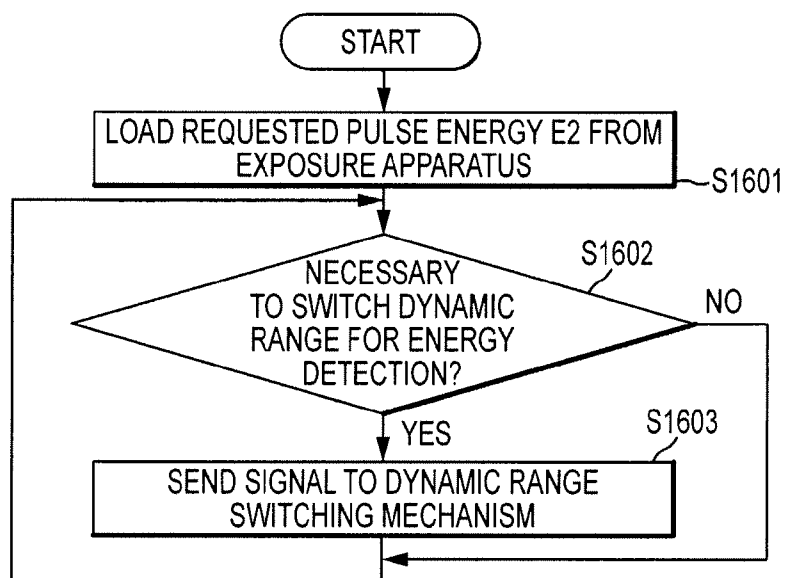 START
LOAD REQUESTED PULSE ENERGY E2 FROM
EXPOSURE APPARATUS
S1601
S1602
NECESSARY
TO SWITCH DYNAMIC
RANGE FOR ENERGY
DETECTION?
NO
YES
S1603
SEND SIGNAL TO DYNAMIC RANGE
SWITCHING MECHANISM